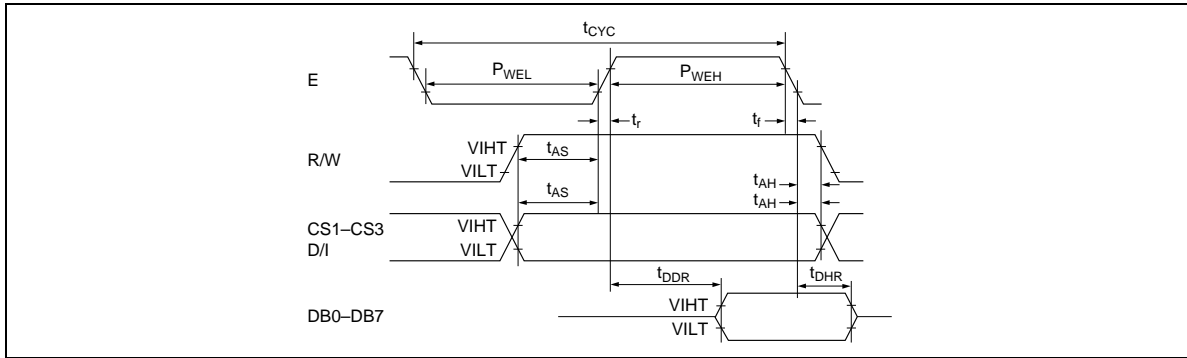 tCYC
E
PWEL
PWEH
tr
tf
R/W
VIHT
VILT
tAS
tAH
tAS
tAH
CS1–CS3
D/I
VIHT
VILT
tDDR
tDHR
DB0–DB7
VIHT
VILT